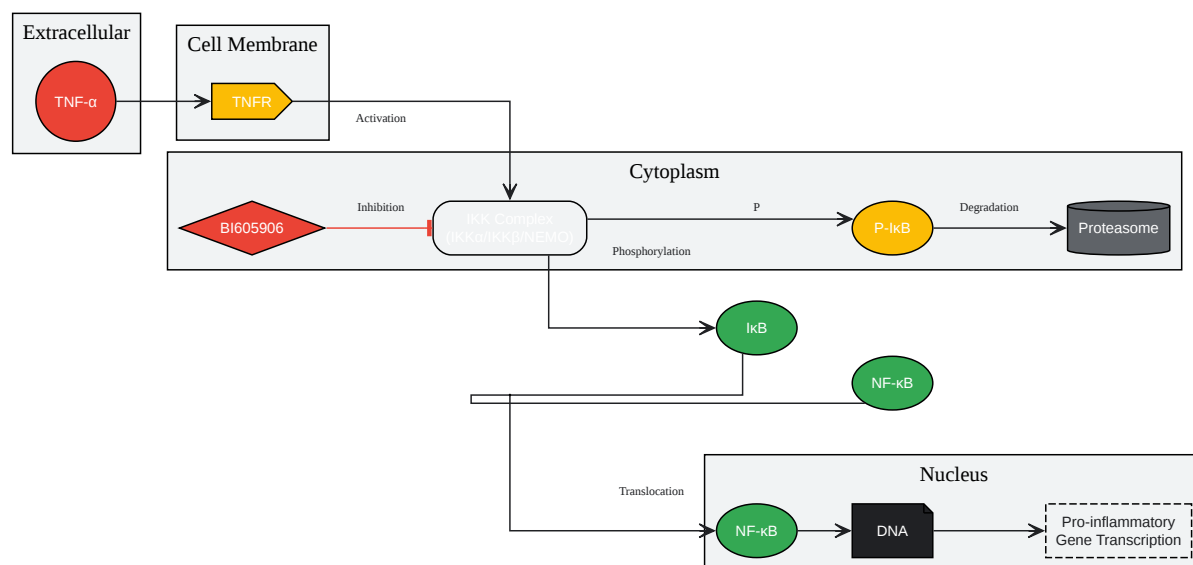 Extracellular
TNF-α
Cell Membrane
TNFR
Activation
Cytoplasm
BI605906
Inhibition
IKK Complex
(IKKα/IKKβ/NEMO)
P
Phosphorylation
P-IκB
Degradation
Proteasome
IκB
NF-κB
Translocation
Nucleus
NF-κB
DNA
Pro-inflammatory
Gene Transcription